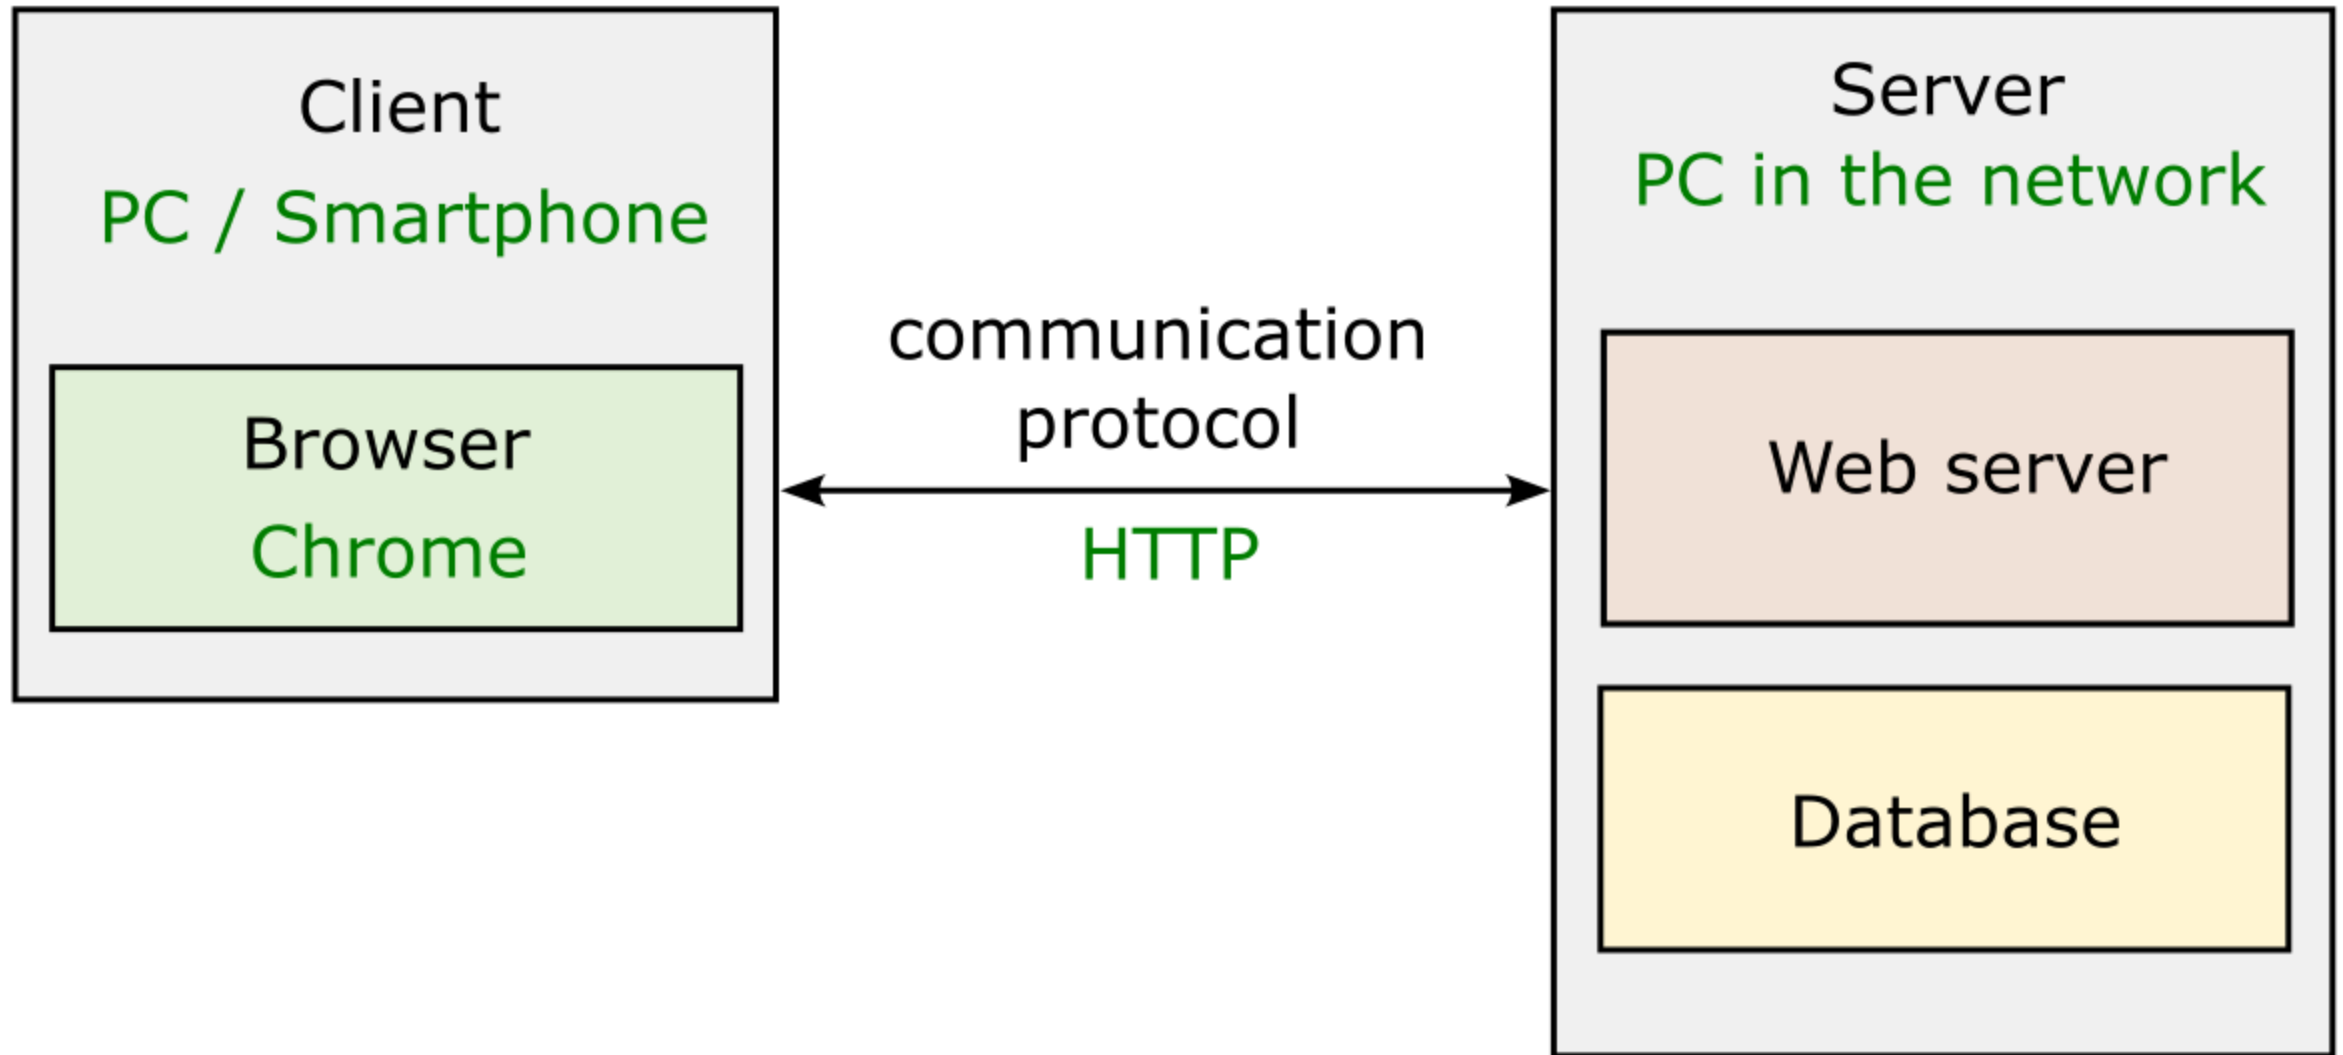 Client
PC / Smartphone
Browser
Chrome
communication
protocol
HTTP
Server
PC in the network
Web server
Database